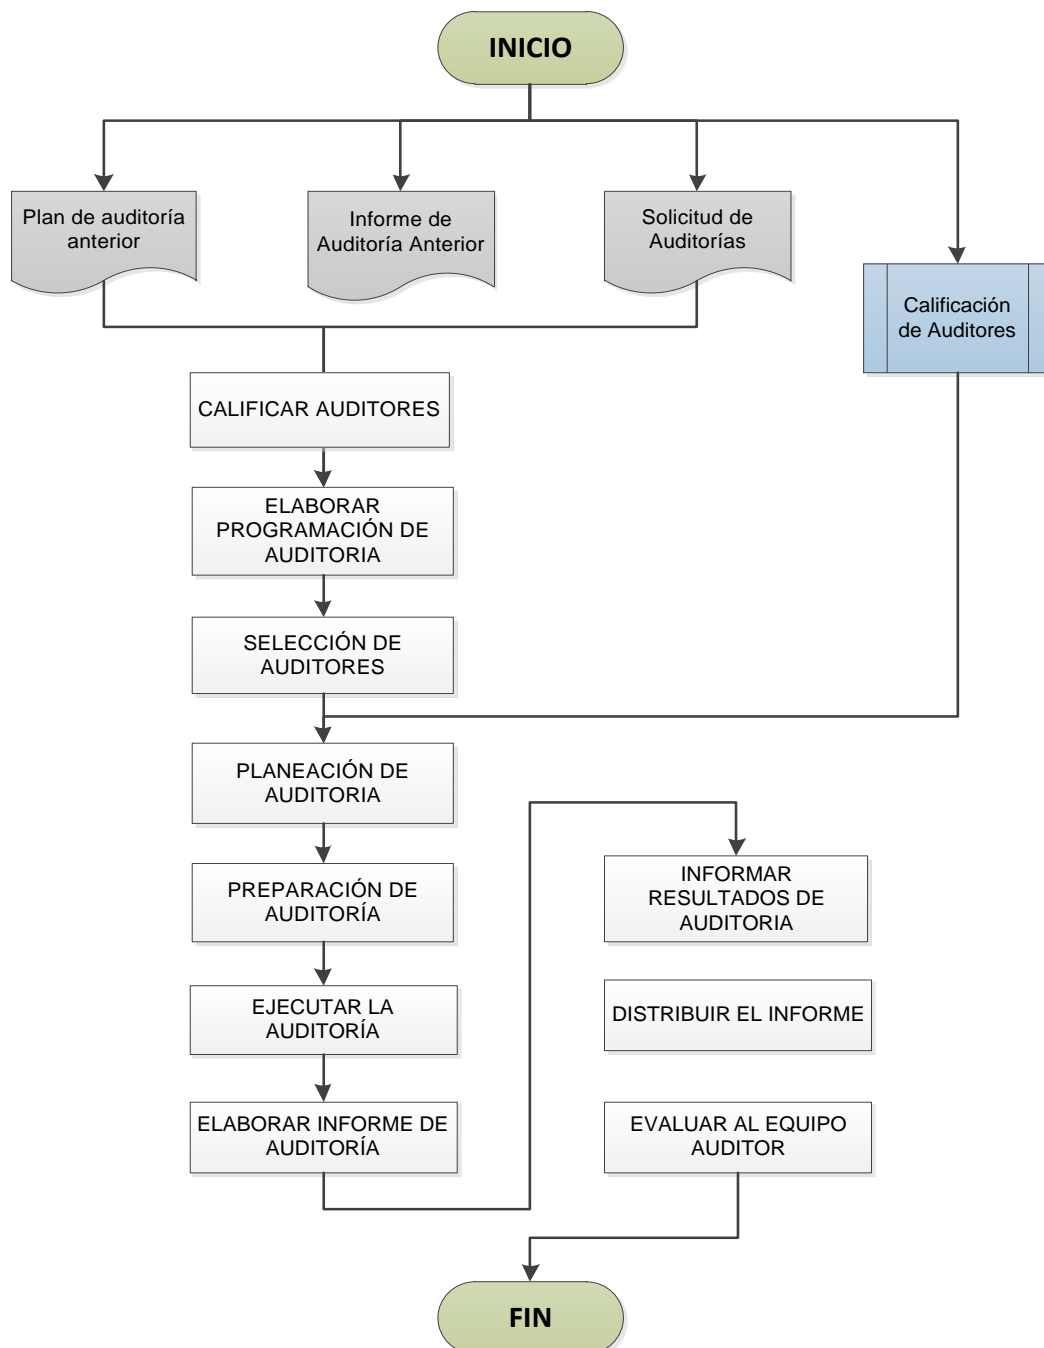 INICIO
Plan de auditoría
anterior
Informe de
Auditoría Anterior
Solicitud de
Auditorías
Calificación
de Auditores
CALIFICAR AUDITORES
ELABORAR
PROGRAMACIÓN DE
AUDITORIA
SELECCIÓN DE
AUDITORES
PLANEACIÓN DE
AUDITORIA
PREPARACIÓN DE
AUDITORÍA
EJECUTAR LA
AUDITORÍA
ELABORAR INFORME DE
AUDITORÍA
INFORMAR
RESULTADOS DE
AUDITORIA
DISTRIBUIR EL INFORME
EVALUAR AL EQUIPO
AUDITOR
FIN